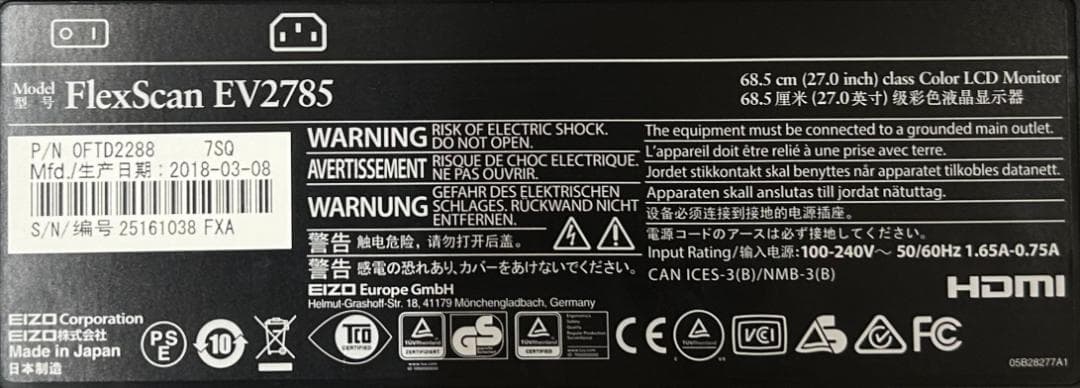 Model
型号
FlexScan EV2785
68.5 cm (27.0 inch) class Color LCD Monitor
68.5 厘米 (27.0英寸) 级彩色液晶显示器
P/N 0FTD2288 7SQ
Mfd./生产日期：2018-03-08
S/N/编号 25161038 FXA
WARNING RISK OF ELECTRIC SHOCK.
DO NOT OPEN.
AVERTISSEMENT RISQUE DE CHOC ELECTRIQUE.
NE PAS OUVRIR.
WARNUNG GEFAHR DES ELEKTRISCHEN
SCHLAGES. RÜCKWAND NICHT
ENTFERNEN.
警告 触电危险，请勿打开后盖。
警告 感電の恐れあり、カバーをあけないでください。
EIZO Europe GmbH
Helmut-Grashoff-Str. 18, 41179 Mönchengladbach, Germany
The equipment must be connected to a grounded main outlet.
L'appareil doit être relié à une prise avec terre.
Jordet stikkontakt skal benyttes når apparatet tilkobles datanett.
Apparaten skall anslutas till jordat nätuttag.
设备必须连接到接地的电源插座。
電源コードのアースは必ず接地してください。
Input Rating/输入电源: 100-240V～ 50/60Hz 1.65A-0.75A
CAN ICES-3(B)/NMB-3(B)
HDMI
EIZO Corporation
EIZO株式会社
Made in Japan
日本制造
PS
E
10
TCO
CERTIFIED
TÜVRheinland
CERTIFIED
GS
CE
VCI
FC
05B28277A1